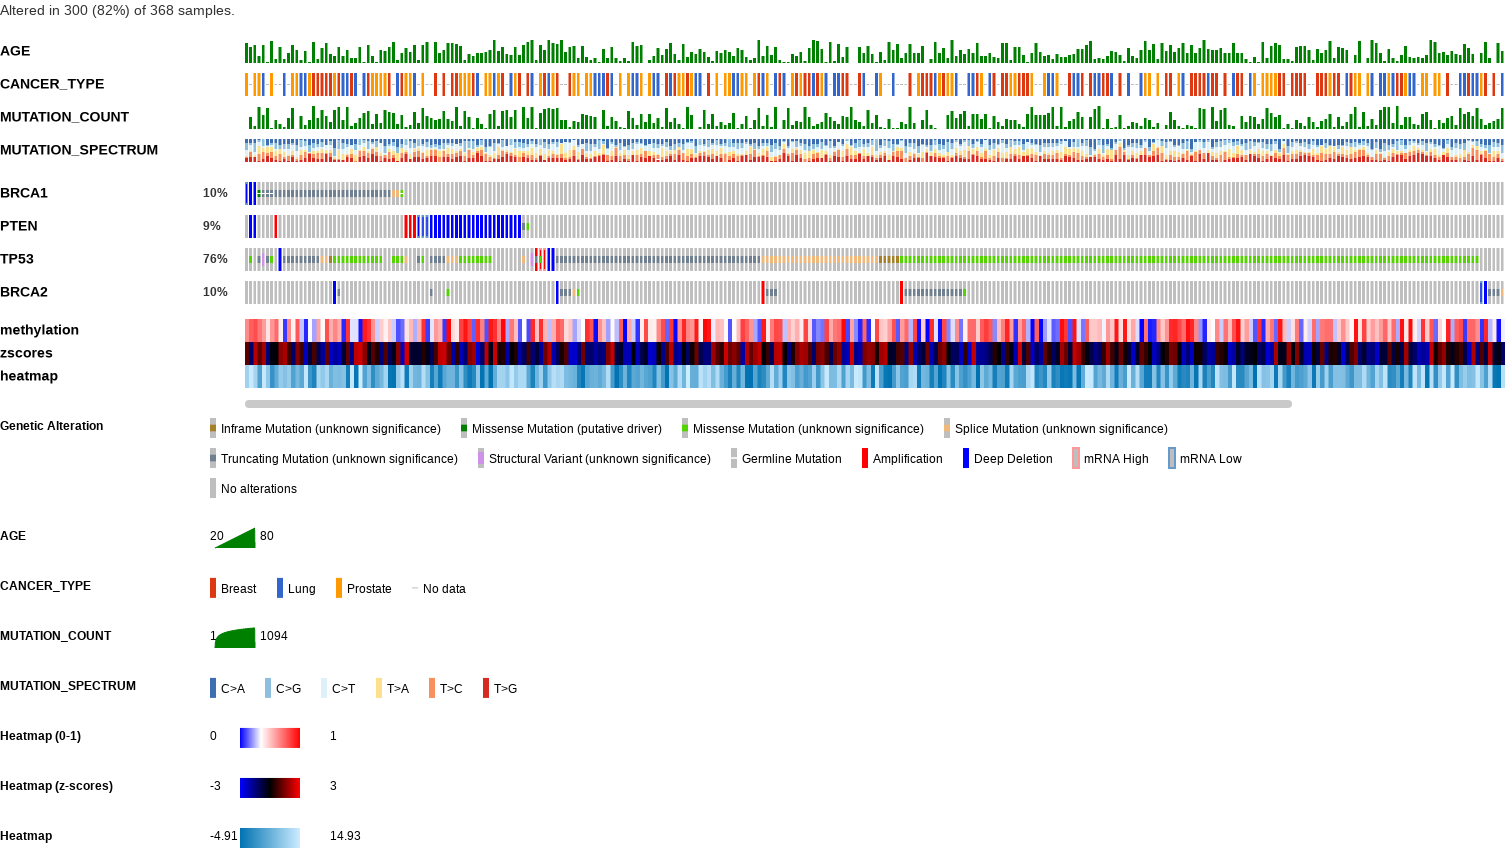 Altered in 300 (82%) of 368 samples.
AGE
CANCER_TYPE
MUTATION_COUNT
MUTATION_SPECTRUM
BRCA1 10%
PTEN 9%
TP53 76%
BRCA2 10%
methylation
zscores
heatmap
Genetic Alteration Inframe Mutation (unknown significance) Missense Mutation (putative driver) Missense Mutation (unknown significance) Splice Mutation (unknown significance)
Truncating Mutation (unknown significance) Structural Variant (unknown significance) Germline Mutation Amplification Deep Deletion mRNA High mRNA Low
No alterations
AGE 20 80
CANCER_TYPE Breast Lung Prostate No data
MUTATION_COUNT 1 1094
MUTATION_SPECTRUM C>A C>G C>T T>A T>C T>G
Heatmap (0-1) 0 1
Heatmap (z-scores) -3 3
Heatmap -4.91 14.93